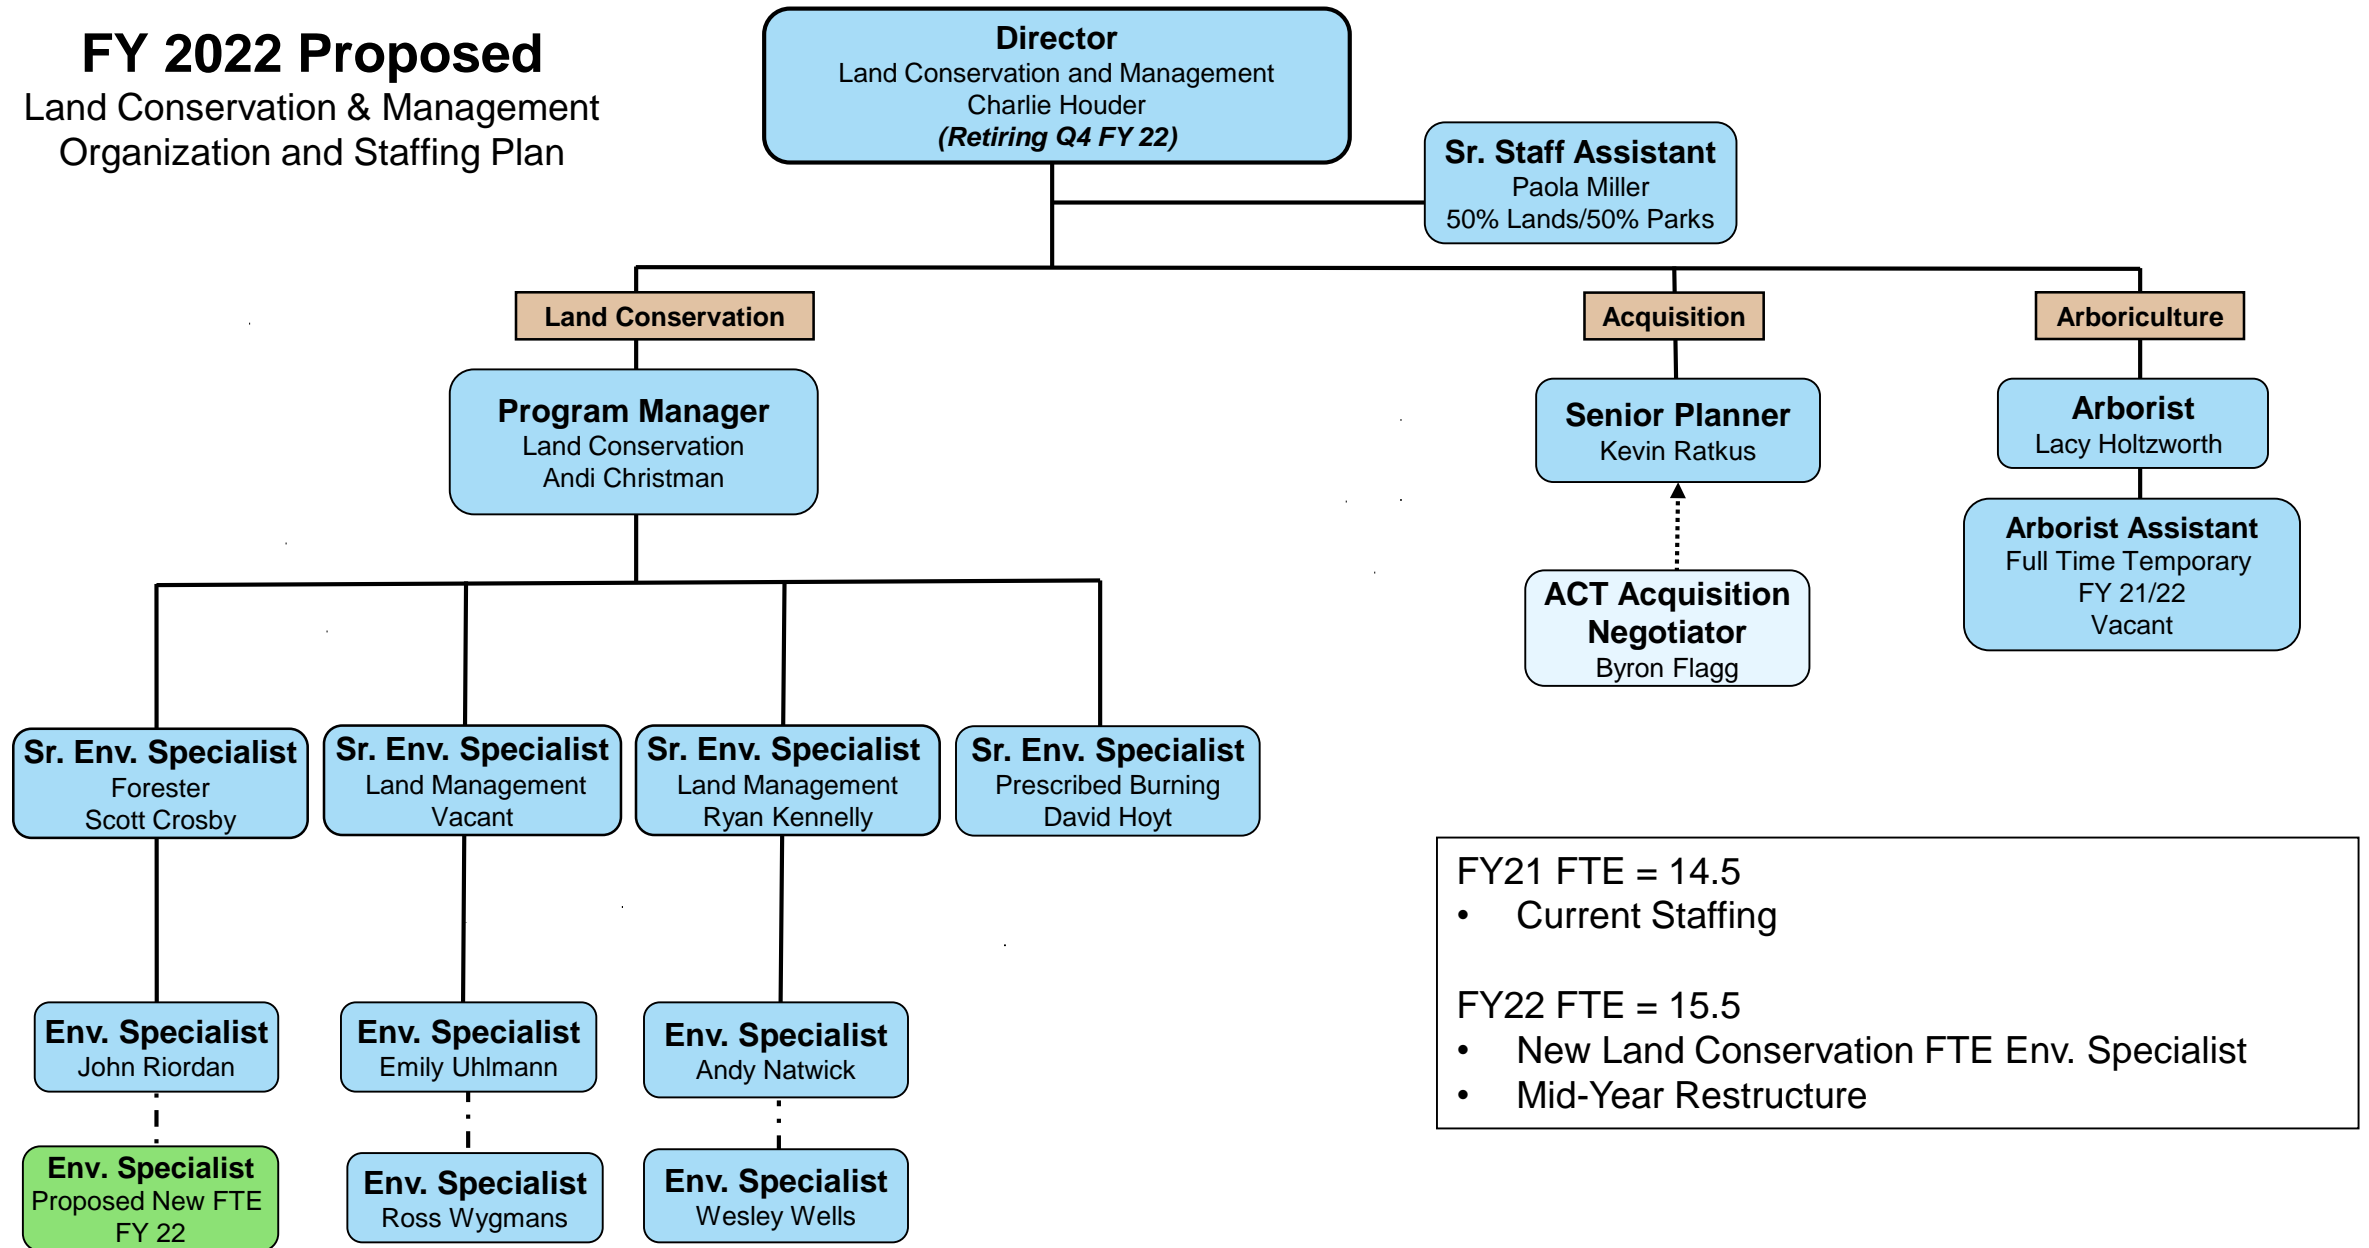 FY 2022 Proposed
Land Conservation & Management
Organization and Staffing Plan
Director
Land Conservation and Management
Charlie Houder
(Retiring Q4 FY 22)
Sr. Staff Assistant
Paola Miller
50% Lands/50% Parks
Land Conservation
Acquisition
Arboriculture
Program Manager
Land Conservation
Andi Christman
Senior Planner
Kevin Ratkus
Arborist
Lacy Holtzworth
ACT Acquisition
Negotiator
Byron Flagg
Arborist Assistant
Full Time Temporary
FY 21/22
Vacant
Sr. Env. Specialist
Forester
Scott Crosby
Sr. Env. Specialist
Land Management
Vacant
Sr. Env. Specialist
Land Management
Ryan Kennelly
Sr. Env. Specialist
Prescribed Burning
David Hoyt
Env. Specialist
John Riordan
Env. Specialist
Emily Uhlmann
Env. Specialist
Andy Natwick
Env. Specialist
Proposed New FTE
FY 22
Env. Specialist
Ross Wygmans
Env. Specialist
Wesley Wells
FY21 FTE = 14.5
• Current Staffing
FY22 FTE = 15.5
• New Land Conservation FTE Env. Specialist
• Mid-Year Restructure